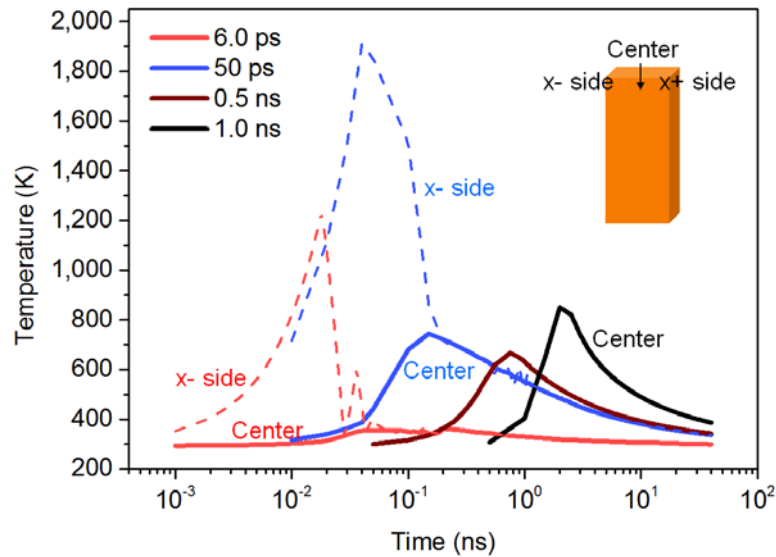 2,000
1,800
1,600
1,400
1,200
1,000
800
600
400
200
Temperature (K)
6.0 ps
50 ps
0.5 ns
1.0 ns
Center
x- side x+ side
x- side
x- side
Center
Center
Center
10⁻³ 10⁻² 10⁻¹ 10⁰ 10¹ 10²
Time (ns)